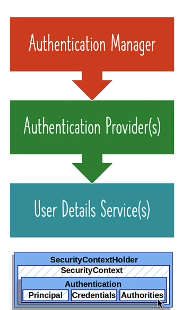 Authentication Manager
Authentication Provider(s)
User Details Service(s)
SecurityContextHolder
SecurityContext
Authentication
Principal Credentials Authorities